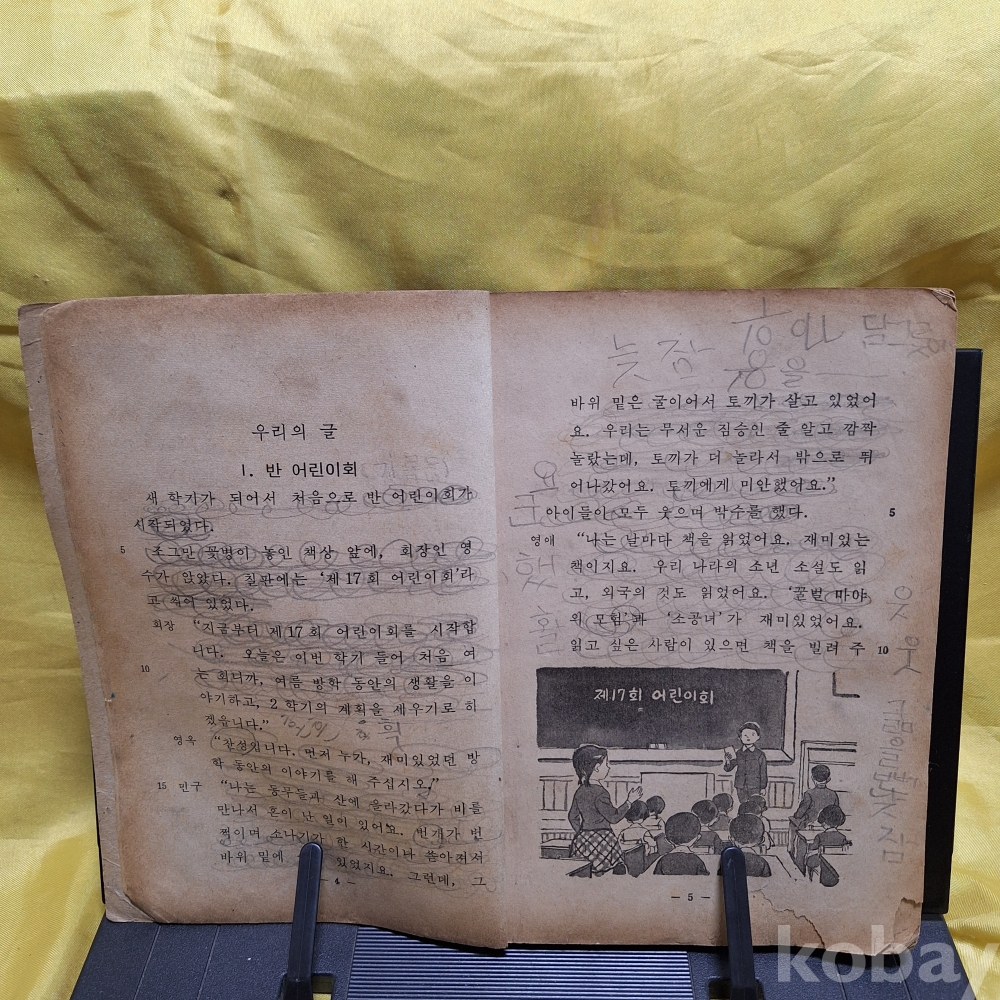 우리의 글
1. 반 어린이회
새 학기가 되어서 처음으로 반 어린이회가
시작되었다.
5 조그만 꽃병이 놓인 책상 앞에, 회장인 영
수가 앉았다. 칠판에는 ‘제 17 회 어린이회’라
고 씌어 있었다.
회장 “지금부터 제 17 회 어린이회를 시작합
니다. 오늘은 이번 학기 들어 처음 여
10 는 회니까, 여름 방학 동안의 생활을 이
야기하고, 2 학기의 계획을 세우기로 하
겠읍니다.”
영옥 “찬성입니다. 먼저 누가, 재미있었던 방
학 동안의 이야기를 해 주십시오.”
15 민구 “나는 동무들과 산에 올라갔다가 비를
만나서 혼이 난 일이 있어요. 번개가 번
쩍이며 소나기가 한 시간이나 쏟아져서
바위 밑에 있었지요. 그런데, 그
— 4 —
늦잠
용을
바위 밑은 굴이어서 토끼가 살고 있었어
요. 우리는 무서운 짐승인 줄 알고 깜짝
놀랐는데, 토끼가 더 놀라서 밖으로 뛰
어나갔어요. 토끼에게 미안했어요.”
아이들이 모두 웃으며 박수를 했다. 5
영애 “나는 날마다 책을 읽었어요. 재미있는
책이지요. 우리 나라의 소년 소설도 읽
고, 외국의 것도 읽었어요. ‘꿀벌 마야
의 모험’과 ‘소공녀’가 재미있었어요.
읽고 싶은 사람이 있으면 책을 빌려 주 10
제17회 어린이회
— 5 —
kobay